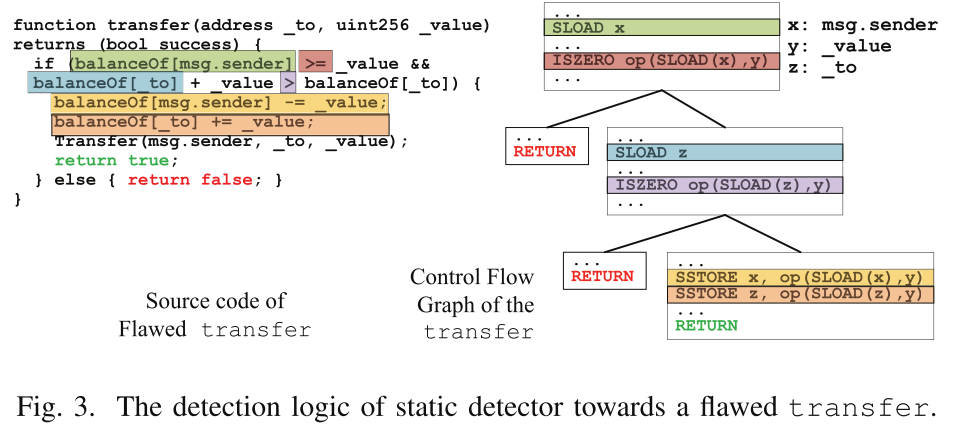 function transfer(address _to, uint256 _value)
returns (bool success) {
if (balanceOf[msg.sender] >= _value &&
balanceOf[_to] + _value > balanceOf[_to]) {
balanceOf[msg.sender] -= _value;
balanceOf[_to] += _value;
Transfer(msg.sender, _to, _value);
return true;
} else { return false; }
}
Source code of
Flawed transfer
...
SLOAD x
...
ISZERO op(SLOAD(x),y)
...
x: msg.sender
y: _value
z: _to
...
RETURN
...
SLOAD z
...
ISZERO op(SLOAD(z),y)
...
...
RETURN
...
SSTORE x, op(SLOAD(x),y)
SSTORE z, op(SLOAD(z),y)
...
RETURN
Control Flow
Graph of the
transfer
Fig. 3. The detection logic of static detector towards a flawed transfer.